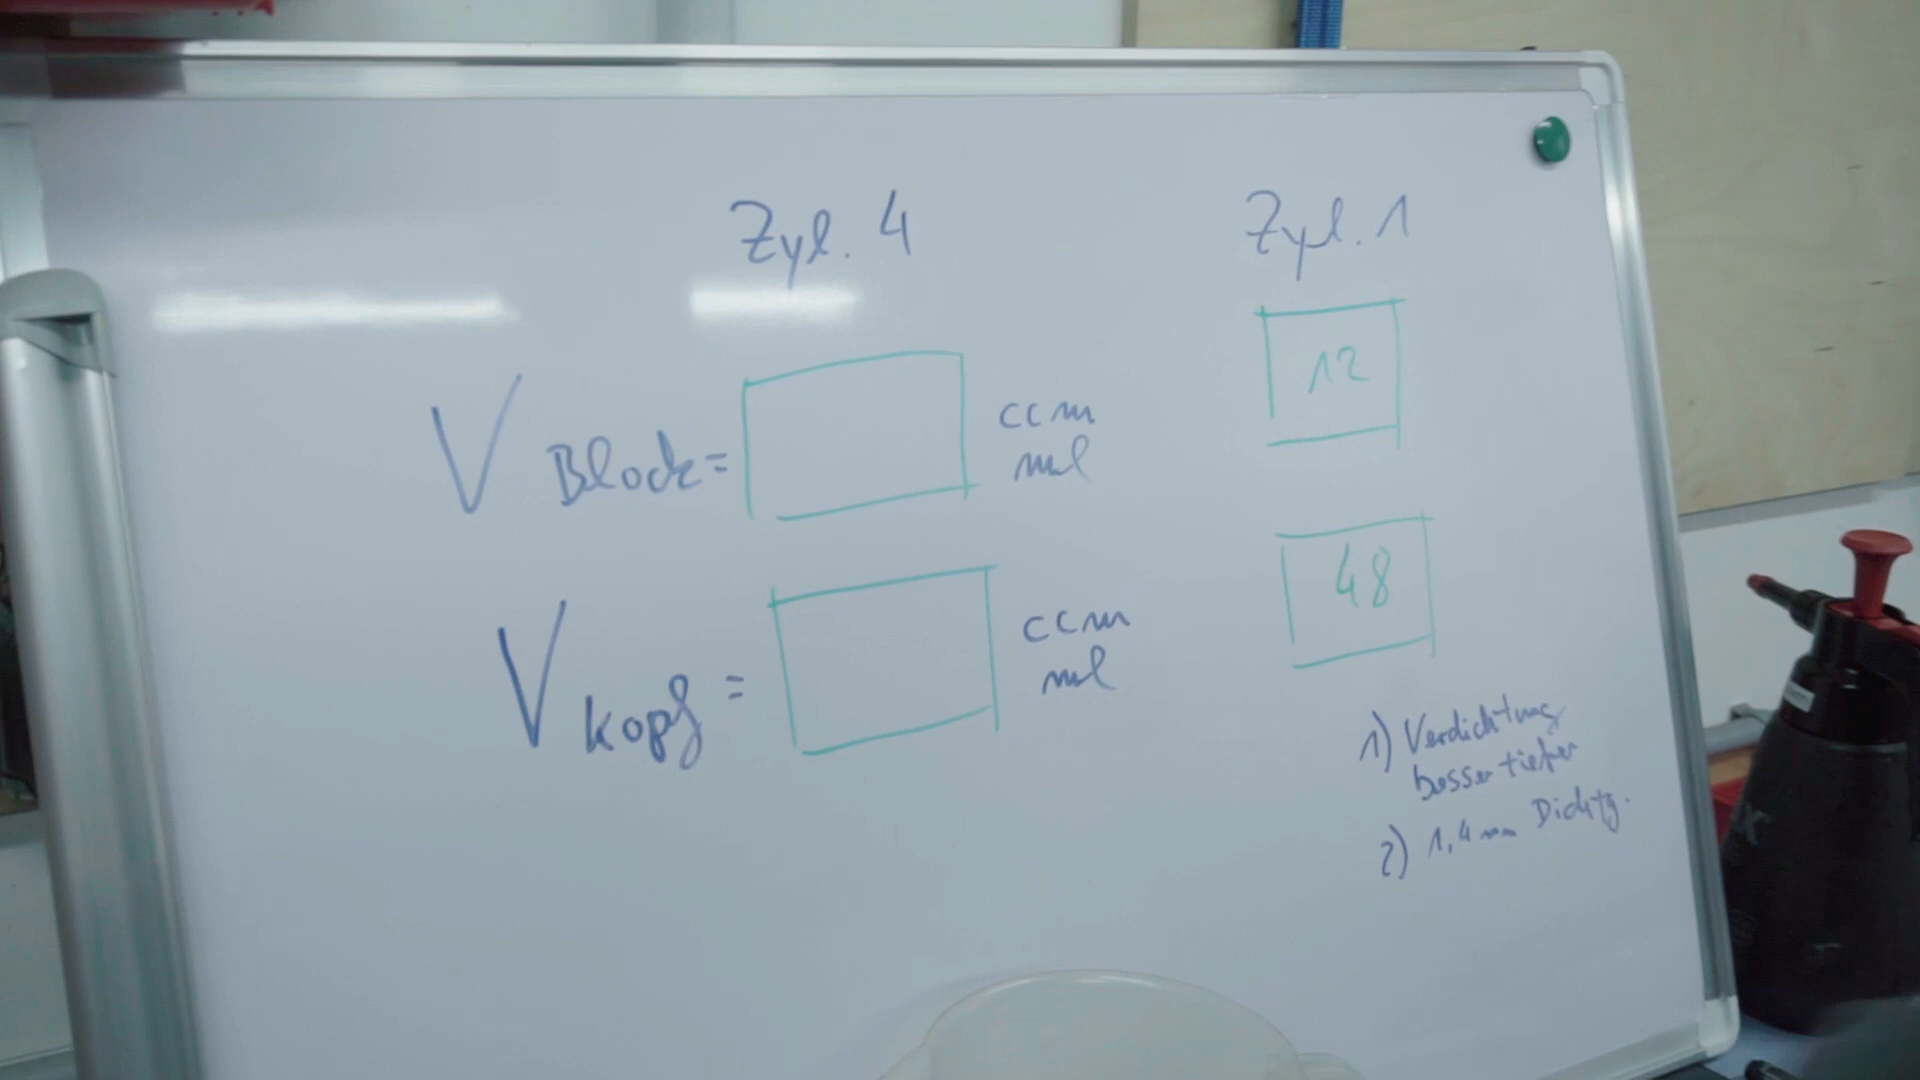 Zyl. 4
Zyl. 1
V Block =
ccm
ml
12
V Kopf =
ccm
ml
48
1) Verdichtung
besser tiefer
2) 1,4 mm Dichtg.